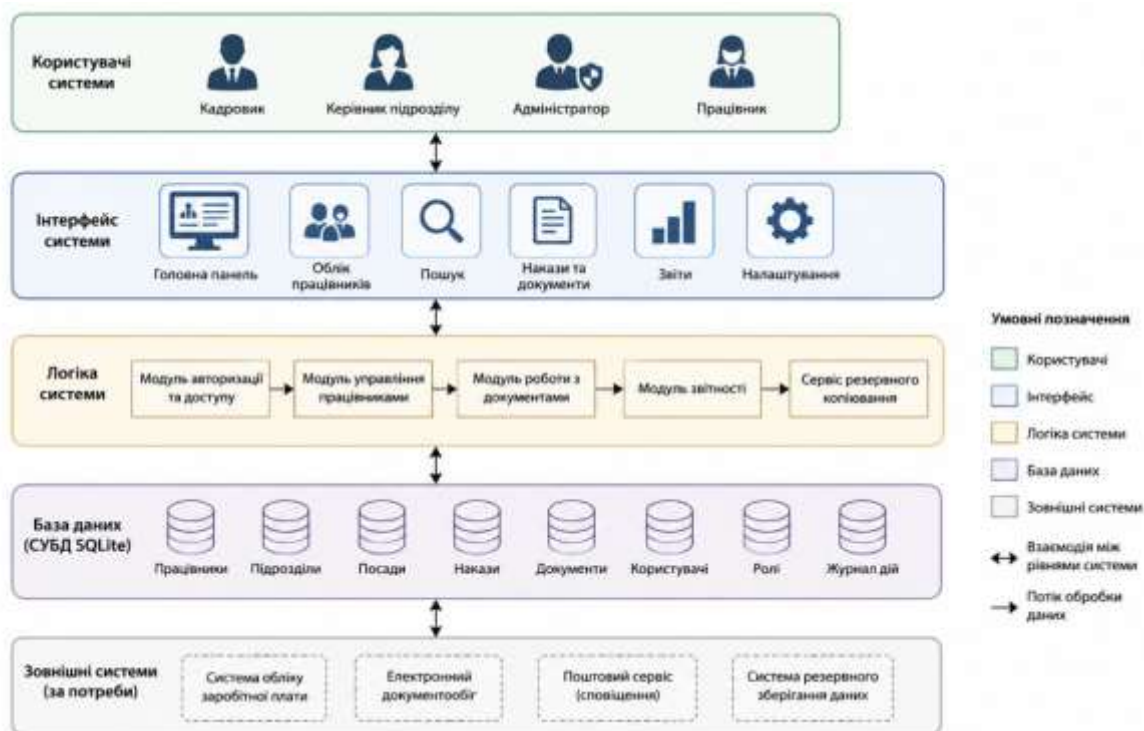 Користувачі
системи
Кадровик
Керівник підрозділу
Адміністратор
Працівник
Інтерфейс
системи
Головна панель
Облік
працівників
Пошук
Накази та
документи
Звіти
Налаштування
Логіка
системи
Модуль авторизації
та доступу
Модуль управління
працівниками
Модуль роботи з
документами
Модуль звітності
Сервіс резервного
копіювання
База даних
(СУБД SQLite)
Працівники
Підрозділи
Посади
Накази
Документи
Користувачі
Ролі
Журнал дій
Зовнішні системи
(за потреби)
Система обліку
заробітної плати
Електронний
документообіг
Поштовий сервіс
(сповіщення)
Система резервного
зберігання даних
Умовні позначення
Користувачі
Інтерфейс
Логіка системи
База даних
Зовнішні системи
Взаємодія між
рівнями системи
Потік обробки
даних